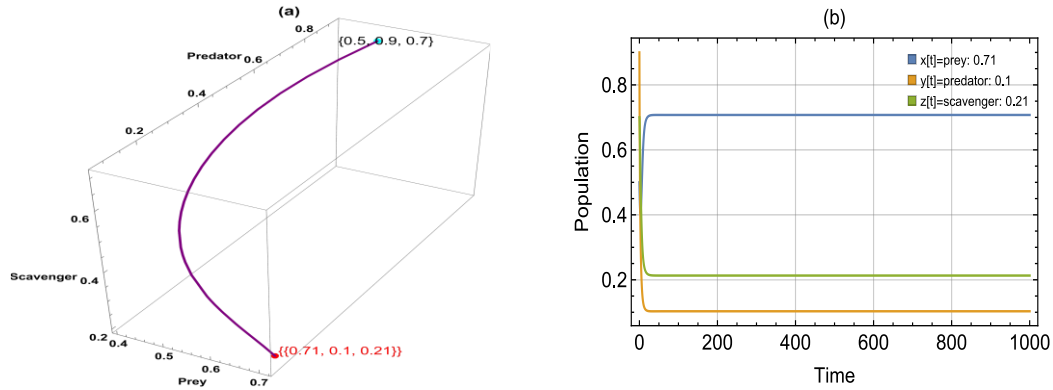 (a)
0.8
{0.5, 0.9, 0.7}
Predator
0.6
0.4
0.2
0.6
Scavenger
0.4
0.2
0.4
0.5
0.6
0.7
Prey
{{0.71, 0.1, 0.21}}
(b)
x[t]=prey: 0.71
y[t]=predator: 0.1
z[t]=scavenger: 0.21
Population
0.8
0.6
0.4
0.2
0 200 400 600 800 1000
Time